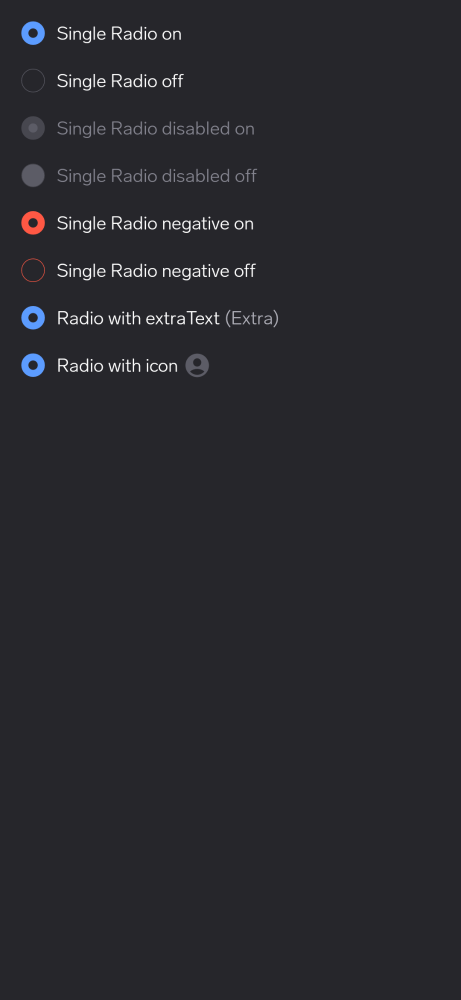 Single Radio on
Single Radio off
Single Radio disabled on
Single Radio disabled off
Single Radio negative on
Single Radio negative off
Radio with extraText (Extra)
Radio with icon